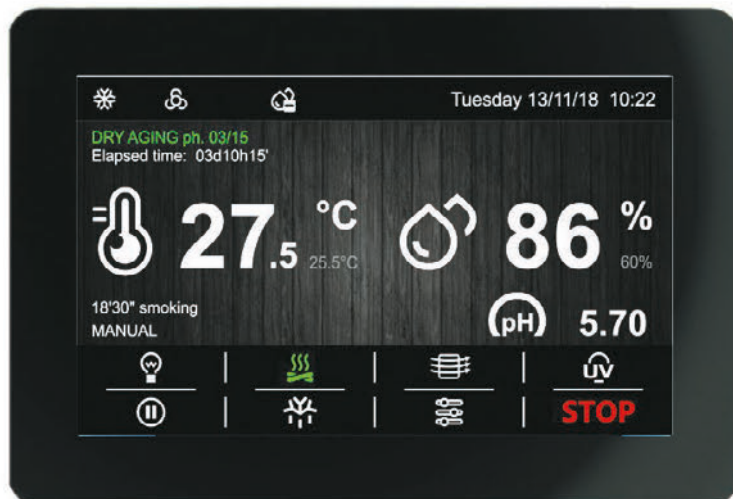 Tuesday 13/11/18 10:22
DRY AGING ph. 03/15
Elapsed time: 03d10h15'
27.5 °C 25.5°C
86 % 60%
18'30" smoking
MANUAL
pH 5.70
UV
STOP